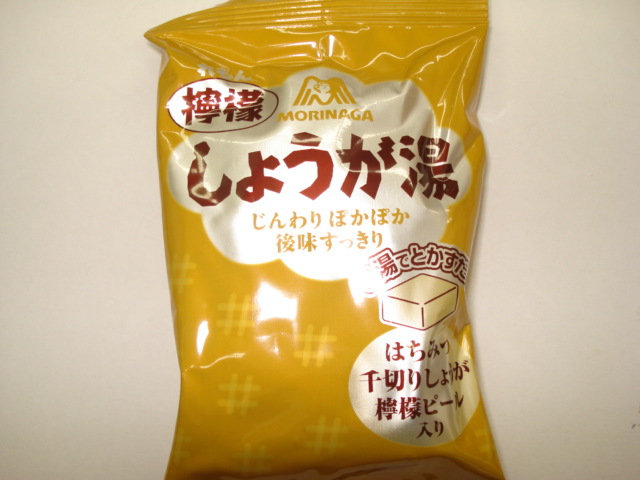 檸檬
MORINAGA
しょうが湯
じんわりぽかぽか
後味すっきり
湯でとかすだ
はちみつ
千切りしょうが
檸檬ピール
入り